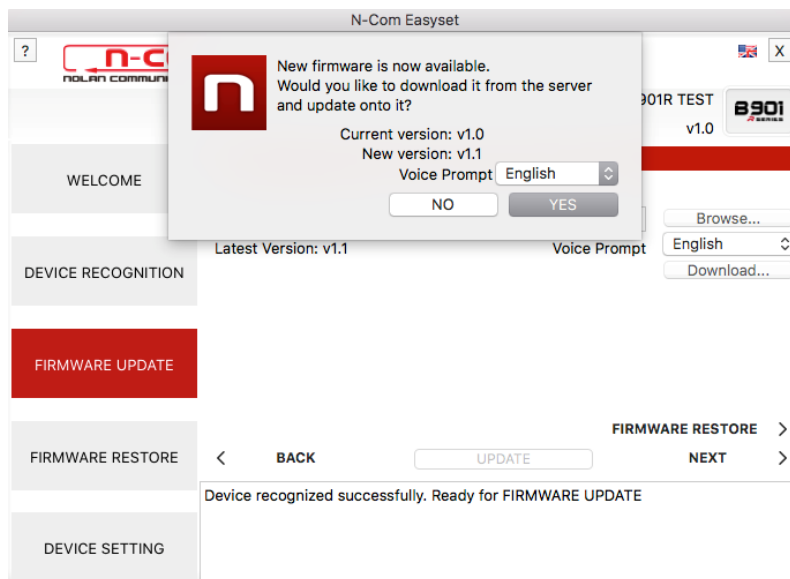 N-Com Easyset
?
X
NOLAN COMMUNI
New firmware is now available.
Would you like to download it from the server
and update onto it?
Current version: v1.0
New version: v1.1
Voice Prompt English
NO YES
901R TEST
v1.0
B901
R SERIES
WELCOME
DEVICE RECOGNITION
FIRMWARE UPDATE
FIRMWARE RESTORE
DEVICE SETTING
Browse...
Latest Version: v1.1 Voice Prompt English
Download...
FIRMWARE RESTORE >
< BACK UPDATE NEXT >
Device recognized successfully. Ready for FIRMWARE UPDATE